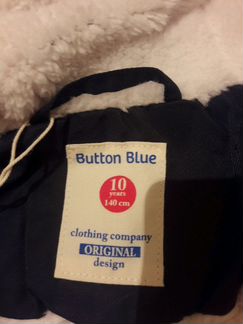 Button Blue
10
years
140 cm
clothing company
ORIGINAL
design